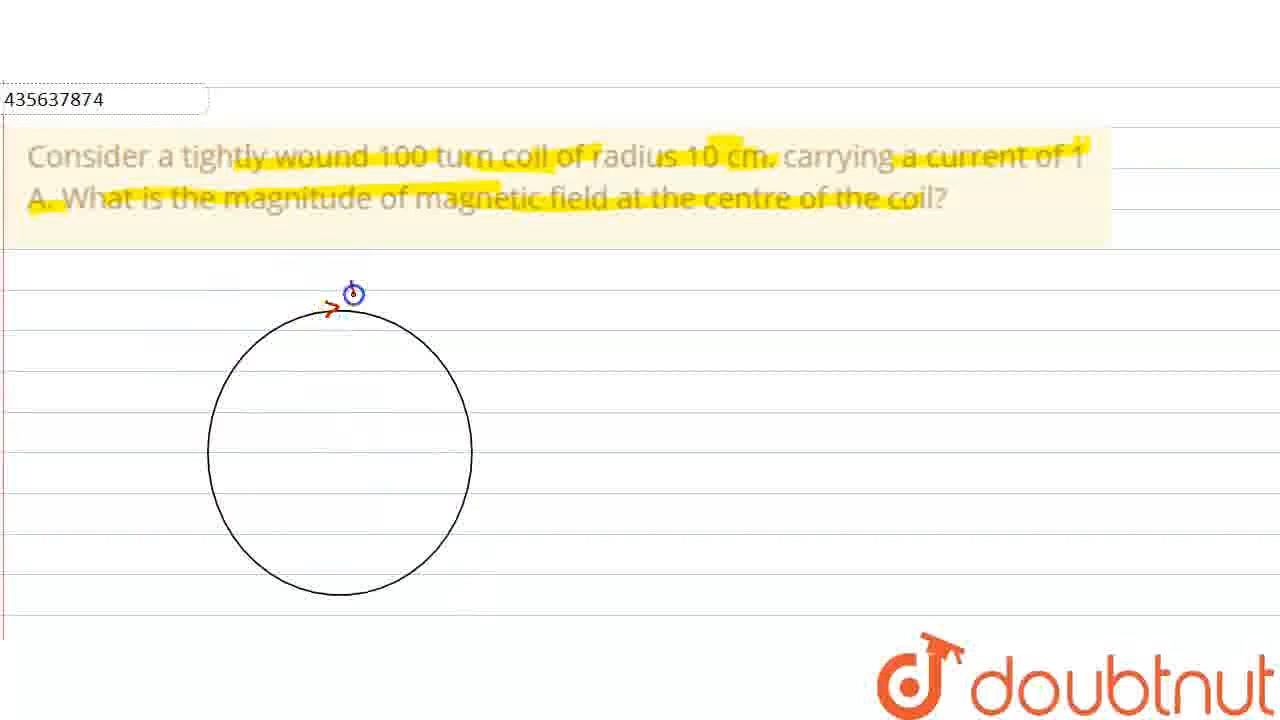 435637874
Consider a tightly wound 100 turn coil of radius 10 cm, carrying a current of 1
A. What is the magnitude of magnetic field at the centre of the coil?
doubtnut